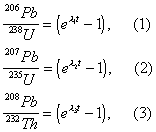 ²⁰⁶Pb/²³⁸U = (e^{λ₁t} − 1), (1)
²⁰⁷Pb/²³⁵U = (e^{λ₂t} − 1), (2)
²⁰⁸Pb/²³²Th = (e^{λ₃t} − 1), (3)